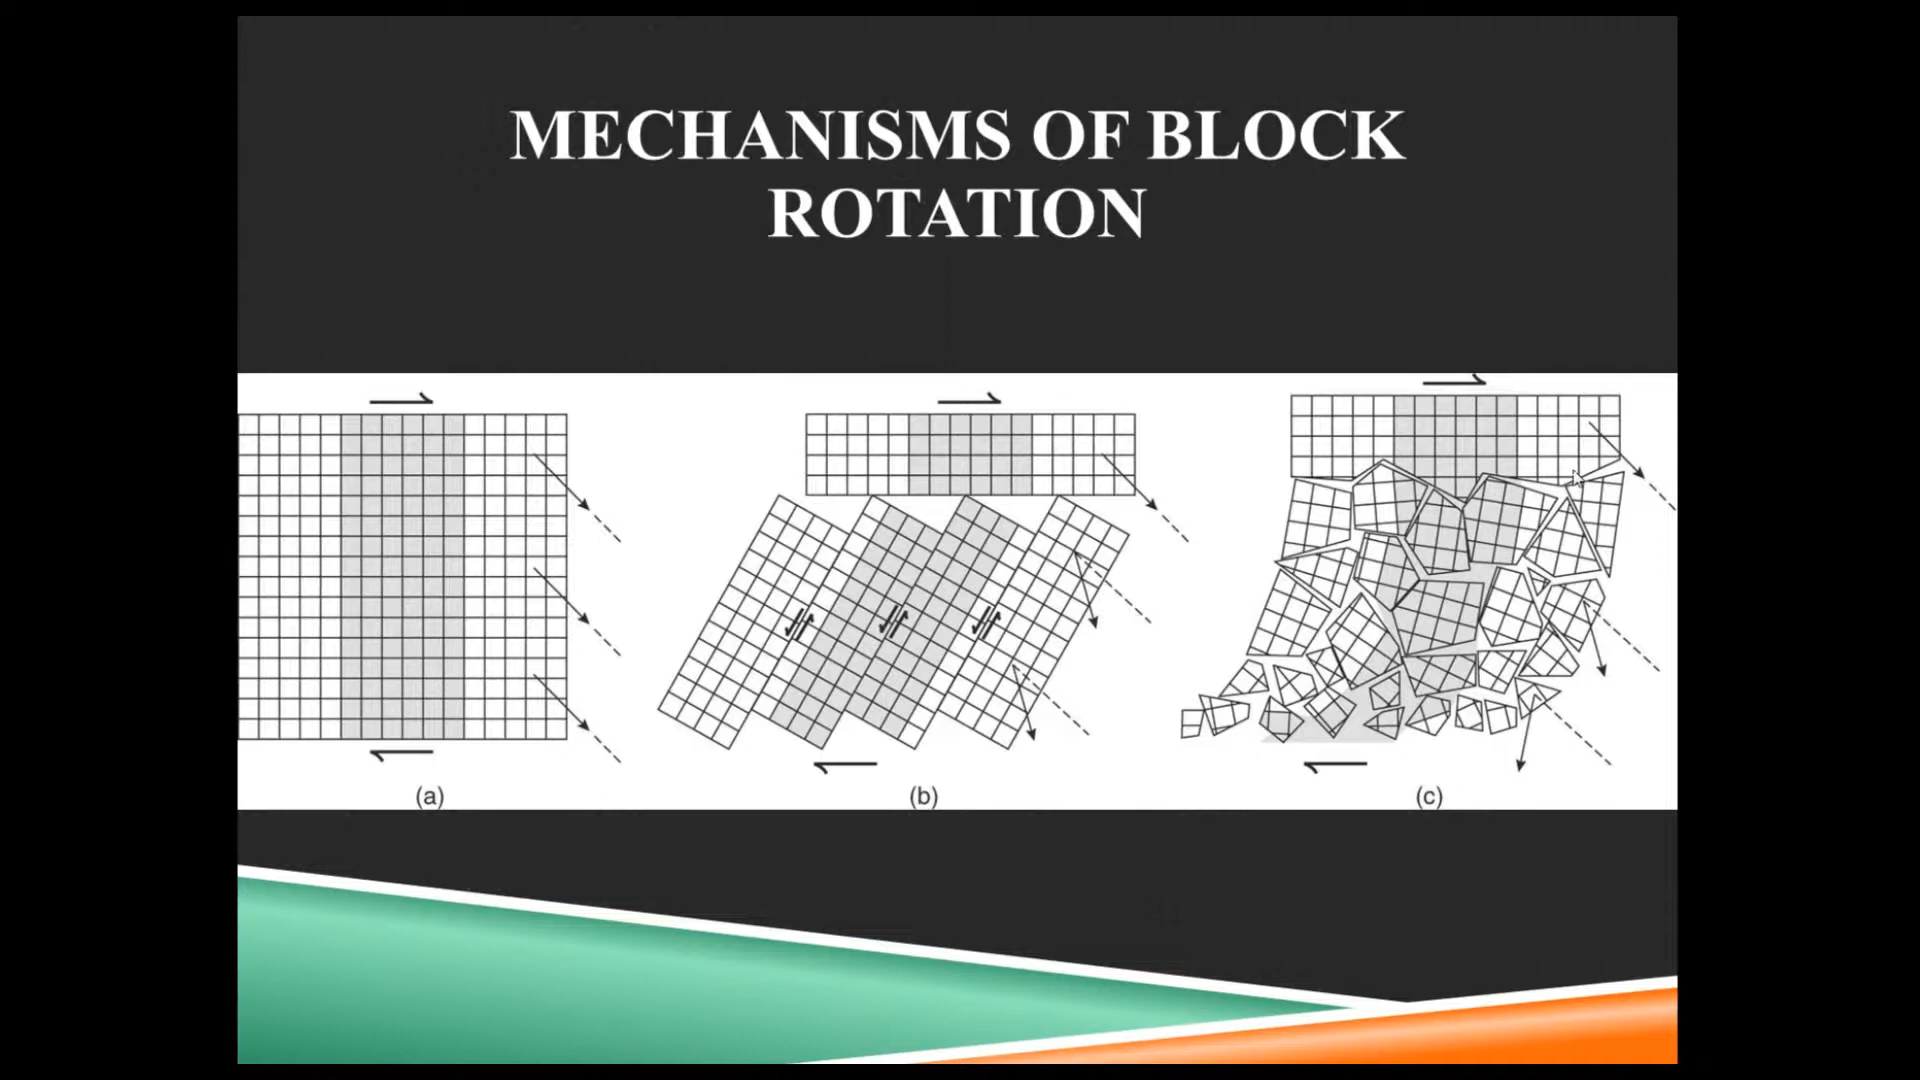 MECHANISMS OF BLOCK
ROTATION
(a)
(b)
(c)